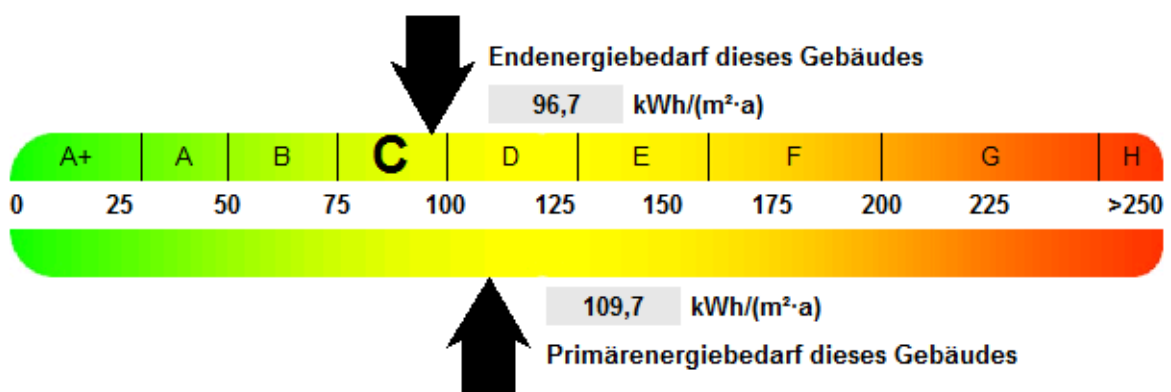 Endenergiebedarf dieses Gebäudes
96,7 kWh/(m²·a)
A+ A B C D E F G H
0 25 50 75 100 125 150 175 200 225 >250
109,7 kWh/(m²·a)
Primärenergiebedarf dieses Gebäudes